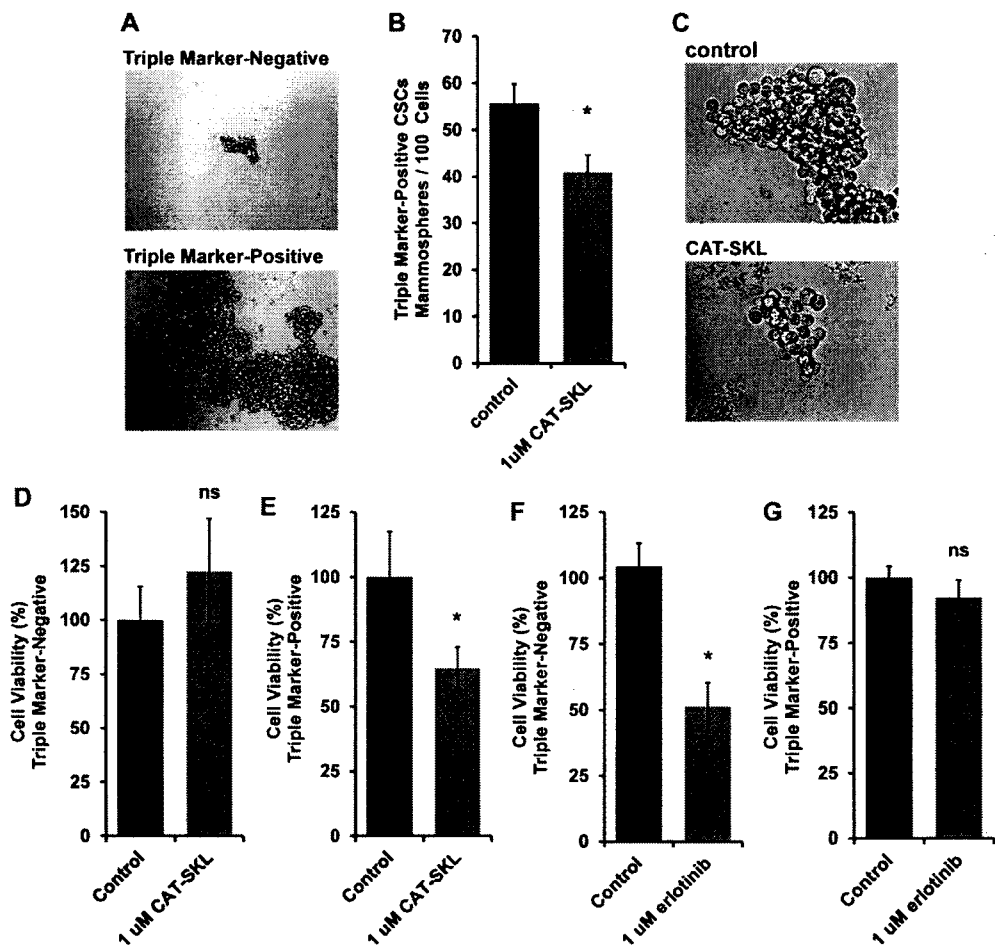 A
Triple Marker-Negative
Triple Marker-Positive
B
Triple Marker-Positive CSCs
Mammospheres / 100 Cells
70
60
50
40
30
20
10
0
*
control
1uM CAT-SKL
C
control
CAT-SKL
D
Cell Viability (%)
Triple Marker-Negative
150
125
100
75
50
25
0
ns
Control
1 uM CAT-SKL
E
Cell Viability (%)
Triple Marker-Positive
125
100
75
50
25
0
*
Control
1 uM CAT-SKL
F
Cell Viability (%)
Triple Marker-Negative
125
100
75
50
25
0
*
Control
1 uM erlotinib
G
Cell Viability (%)
Triple Marker-Positive
125
100
75
50
25
0
ns
Control
1 uM erlotinib